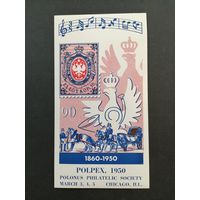 1860-1950
POLPEX, 1950
POLONUS PHILATELIC SOCIETY
MARCH 3, 4, 5 CHICAGO, ILL.